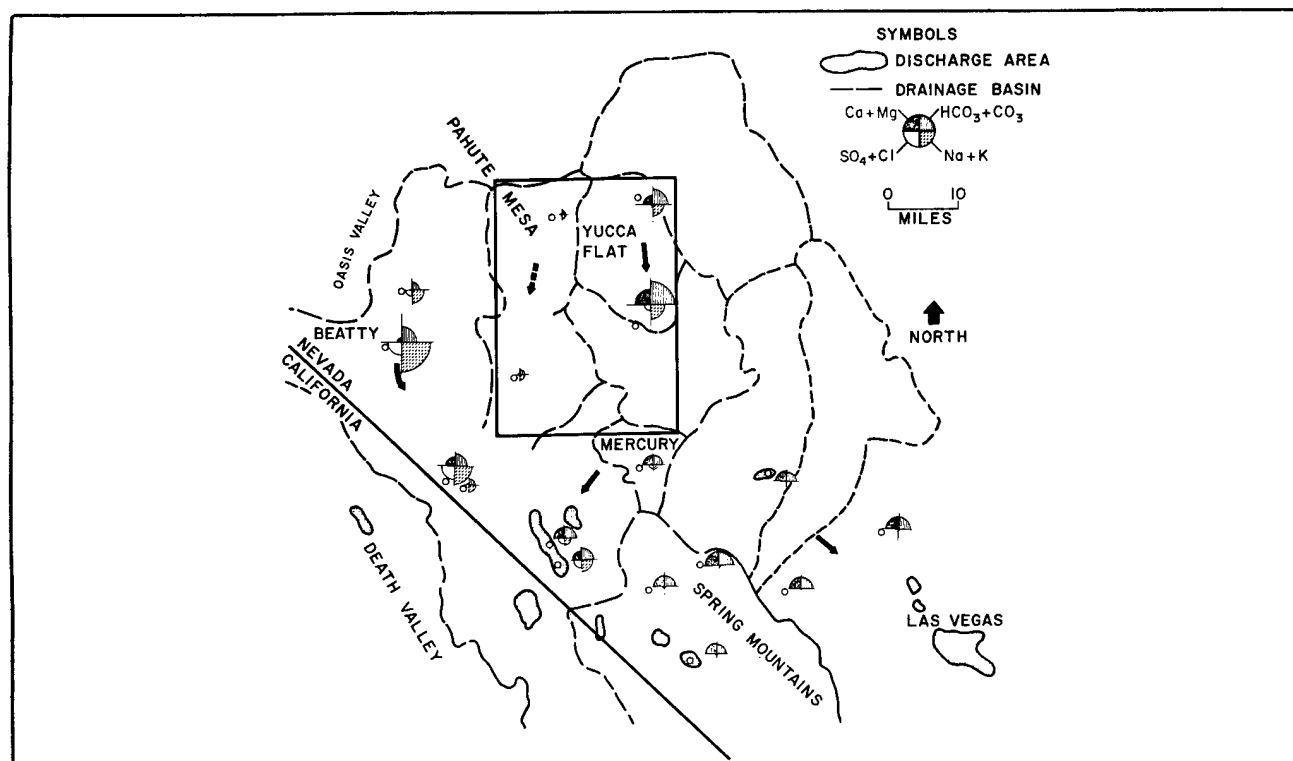 SYMBOLS
DISCHARGE AREA
DRAINAGE BASIN
Ca+Mg
HCO₃+CO₃
SO₄+Cl
Na+K
0 10
MILES
NORTH
PAHUTE
MESA
OASIS VALLEY
YUCCA
FLAT
BEATTY
NEVADA
CALIFORNIA
MERCURY
DEATH VALLEY
SPRING MOUNTAINS
LAS VEGAS